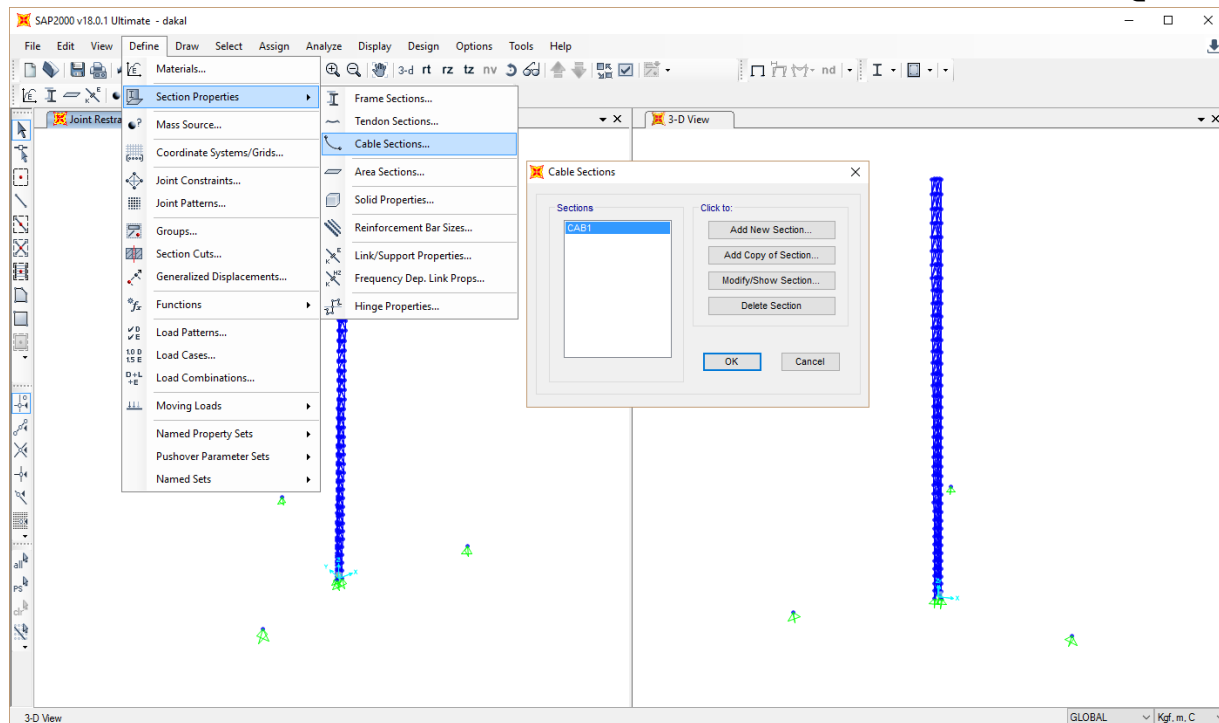 SAP2000 v18.0.1 Ultimate - dakal
File Edit View Define Draw Select Assign Analyze Display Design Options Tools Help
3-d rt rz tz nv nd
Joint Restra
3-D View
Materials...
Section Properties
Mass Source...
Coordinate Systems/Grids...
Joint Constraints...
Joint Patterns...
Groups...
Section Cuts...
Generalized Displacements...
Functions
Load Patterns...
Load Cases...
Load Combinations...
Moving Loads
Named Property Sets
Pushover Parameter Sets
Named Sets
Frame Sections...
Tendon Sections...
Cable Sections...
Area Sections...
Solid Properties...
Reinforcement Bar Sizes...
Link/Support Properties...
Frequency Dep. Link Props...
Hinge Properties...
Cable Sections
Sections
CAB1
Click to:
Add New Section...
Add Copy of Section...
Modify/Show Section...
Delete Section
OK Cancel
all
PS
clr
3-D View
GLOBAL
Kgf, m, C